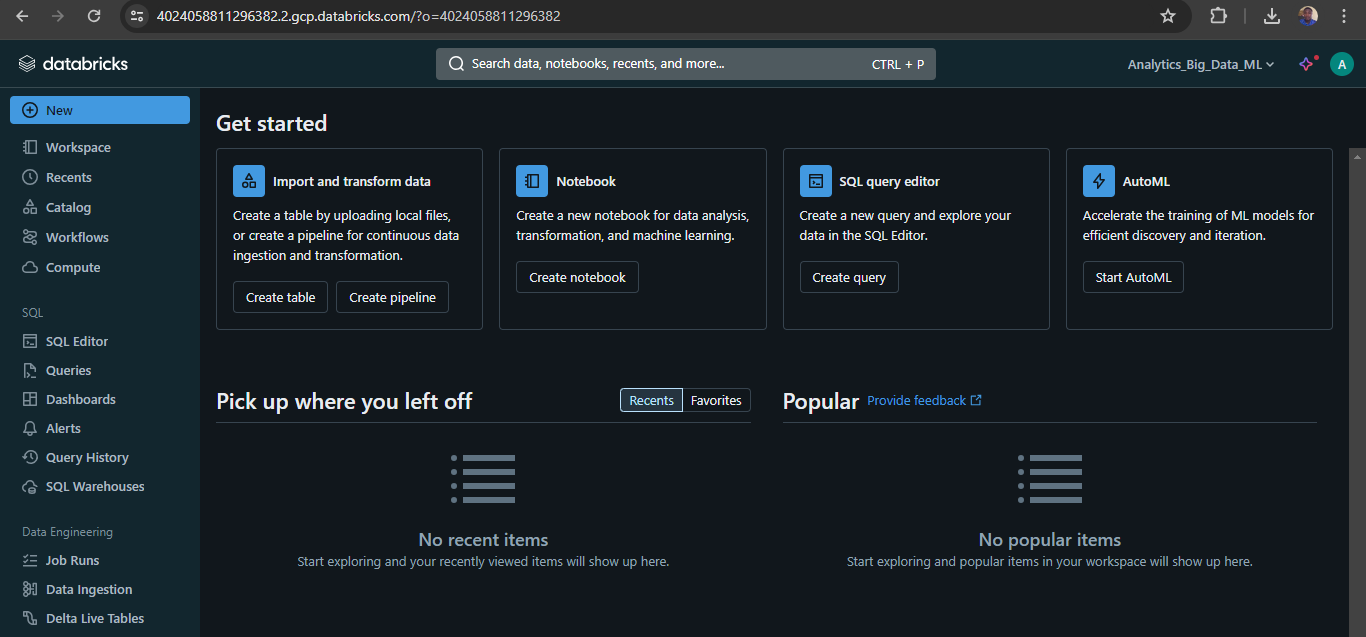 4024058811296382.2.gcp.databricks.com/?o=4024058811296382
databricks
Search data, notebooks, recents, and more...
CTRL + P
Analytics_Big_Data_ML
A
New
Workspace
Recents
Catalog
Workflows
Compute
SQL
SQL Editor
Queries
Dashboards
Alerts
Query History
SQL Warehouses
Data Engineering
Job Runs
Data Ingestion
Delta Live Tables
Get started
Import and transform data
Create a table by uploading local files,
or create a pipeline for continuous data
ingestion and transformation.
Create table
Create pipeline
Notebook
Create a new notebook for data analysis,
transformation, and machine learning.
Create notebook
SQL query editor
Create a new query and explore your
data in the SQL Editor.
Create query
AutoML
Accelerate the training of ML models for
efficient discovery and iteration.
Start AutoML
Pick up where you left off
Recents
Favorites
No recent items
Start exploring and your recently viewed items will show up here.
Popular
Provide feedback
No popular items
Start exploring and popular items in your workspace will show up here.